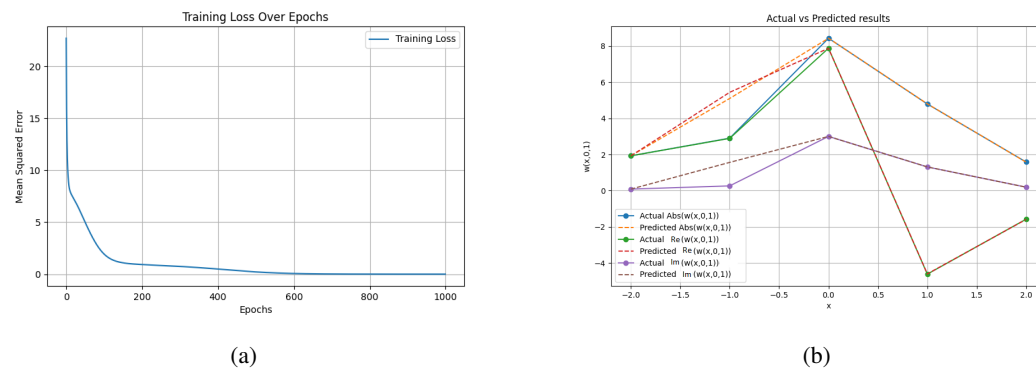 Training Loss Over Epochs
Training Loss
Mean Squared Error
20
15
10
5
0
0
200
400
600
800
1000
Epochs
(a)
Actual vs Predicted results
w(x,0,1)
8
6
4
2
0
−2
−4
Actual Abs(w(x,0,1))
Predicted Abs(w(x,0,1))
Actual Re(w(x,0,1))
Predicted Re(w(x,0,1))
Actual Im(w(x,0,1))
Predicted Im(w(x,0,1))
−2.0
−1.5
−1.0
−0.5
0.0
0.5
1.0
1.5
2.0
x
(b)